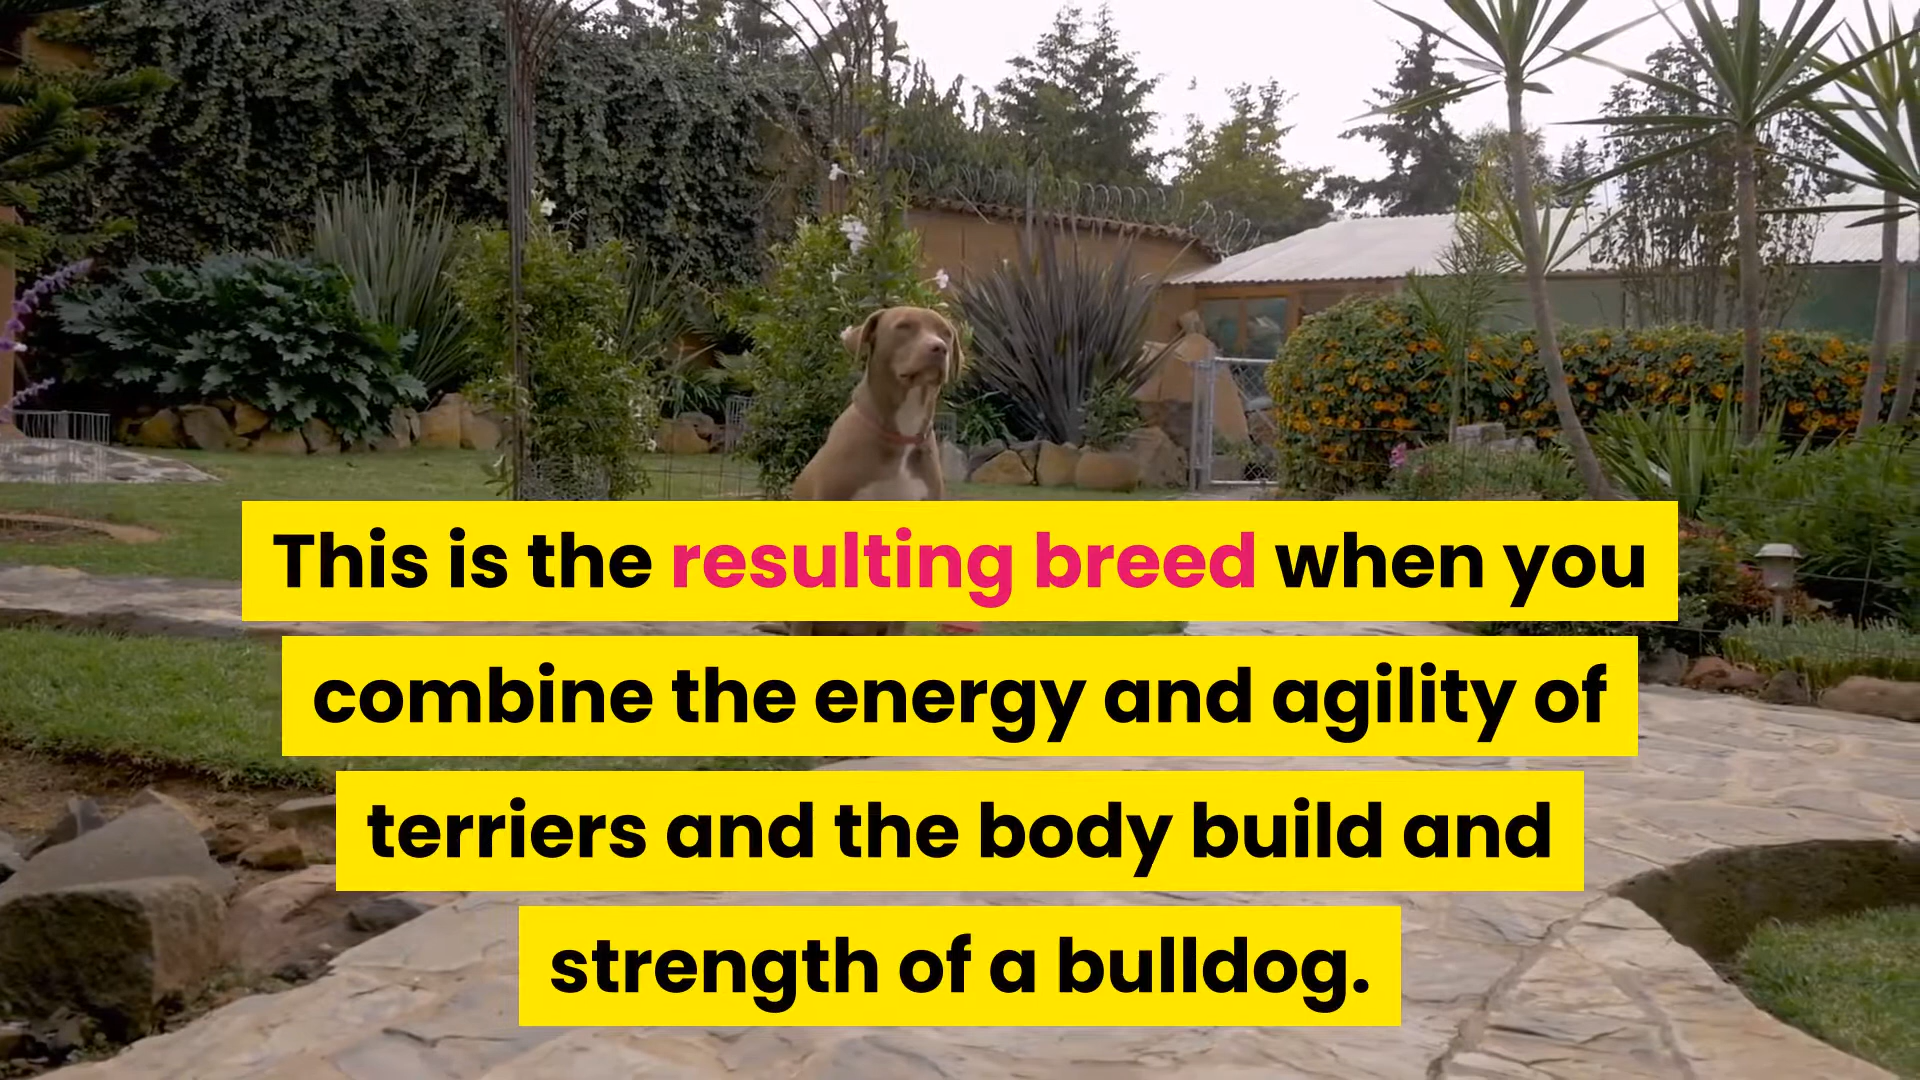 This is the resulting breed when you
combine the energy and agility of
terriers and the body build and
strength of a bulldog.